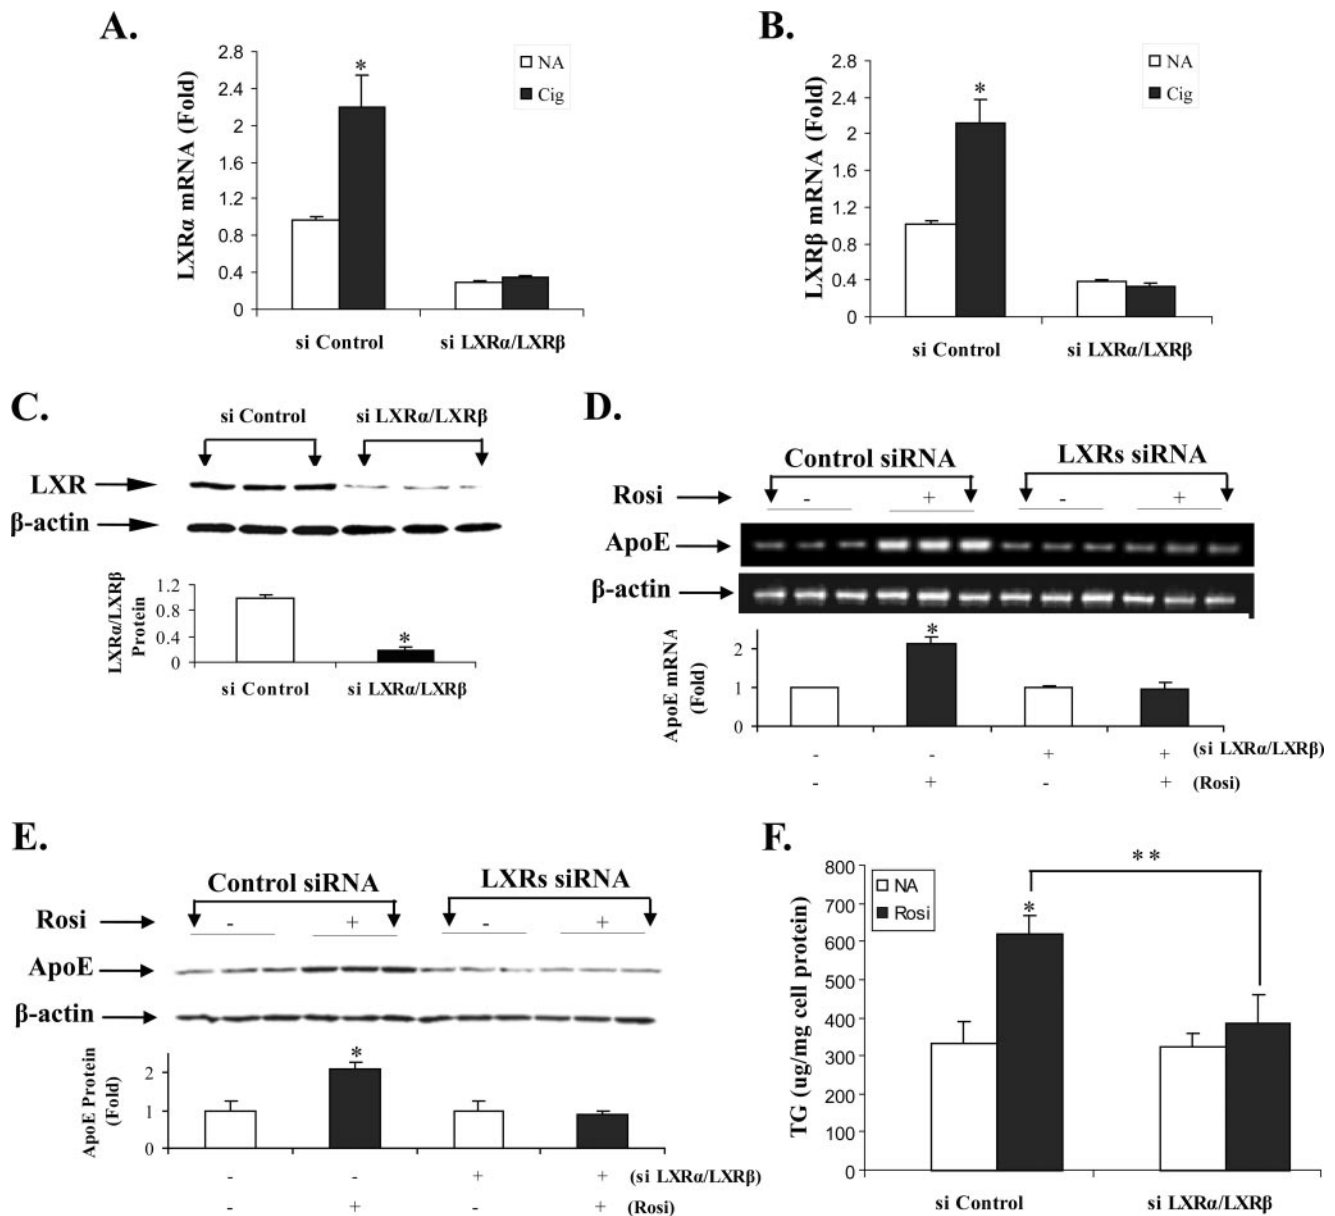 A.
LXRα mRNA (Fold)
2.8
2.4
2
1.6
1.2
0.8
0.4
0
*
NA
Cig
si Control
si LXRα/LXRβ
B.
LXRβ mRNA (Fold)
2.8
2.4
2
1.6
1.2
0.8
0.4
0
*
NA
Cig
si Control
si LXRα/LXRβ
C.
si Control
si LXRα/LXRβ
LXR
β-actin
LXRα/LXRβ
Protein
1.2
0.8
0.4
0
*
si Control
si LXRα/LXRβ
D.
Control siRNA
LXRs siRNA
Rosi - + - +
ApoE
β-actin
ApoE mRNA
(Fold)
2
1
0
*
- - + + (si LXRα/LXRβ)
- + - + (Rosi)
E.
Control siRNA
LXRs siRNA
Rosi - + - +
ApoE
β-actin
ApoE Protein
(Fold)
2
1
0
*
- - + + (si LXRα/LXRβ)
- + - + (Rosi)
F.
TG (ug/mg cell protein)
800
700
600
500
400
300
200
100
0
NA
Rosi
*
**
si Control
si LXRα/LXRβ